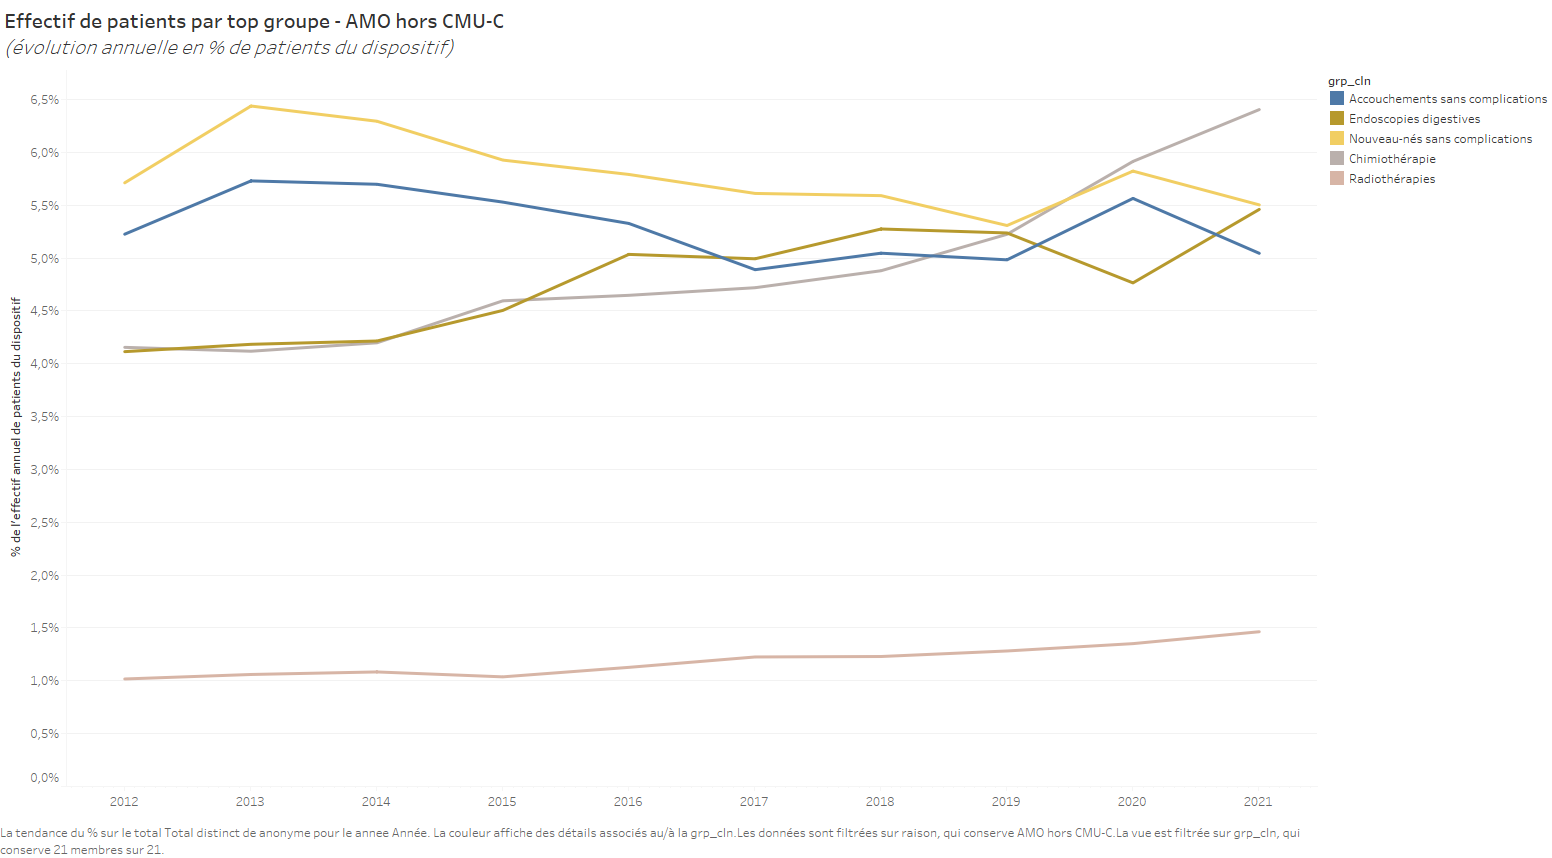 Effectif de patients par top groupe - AMO hors CMU-C
(évolution annuelle en % de patients du dispositif)
grp_cln
Accouchements sans complications
Endoscopies digestives
Nouveau-nés sans complications
Chimiothérapie
Radiothérapies
% de l'effectif annuel de patients du dispositif
6,5%
6,0%
5,5%
5,0%
4,5%
4,0%
3,5%
3,0%
2,5%
2,0%
1,5%
1,0%
0,5%
0,0%
2012 2013 2014 2015 2016 2017 2018 2019 2020 2021
La tendance du % sur le total Total distinct de anonyme pour le annee Année. La couleur affiche des détails associés au/à la grp_cln.Les données sont filtrées sur raison, qui conserve AMO hors CMU-C.La vue est filtrée sur grp_cln, qui
conserve 21 membres sur 21.